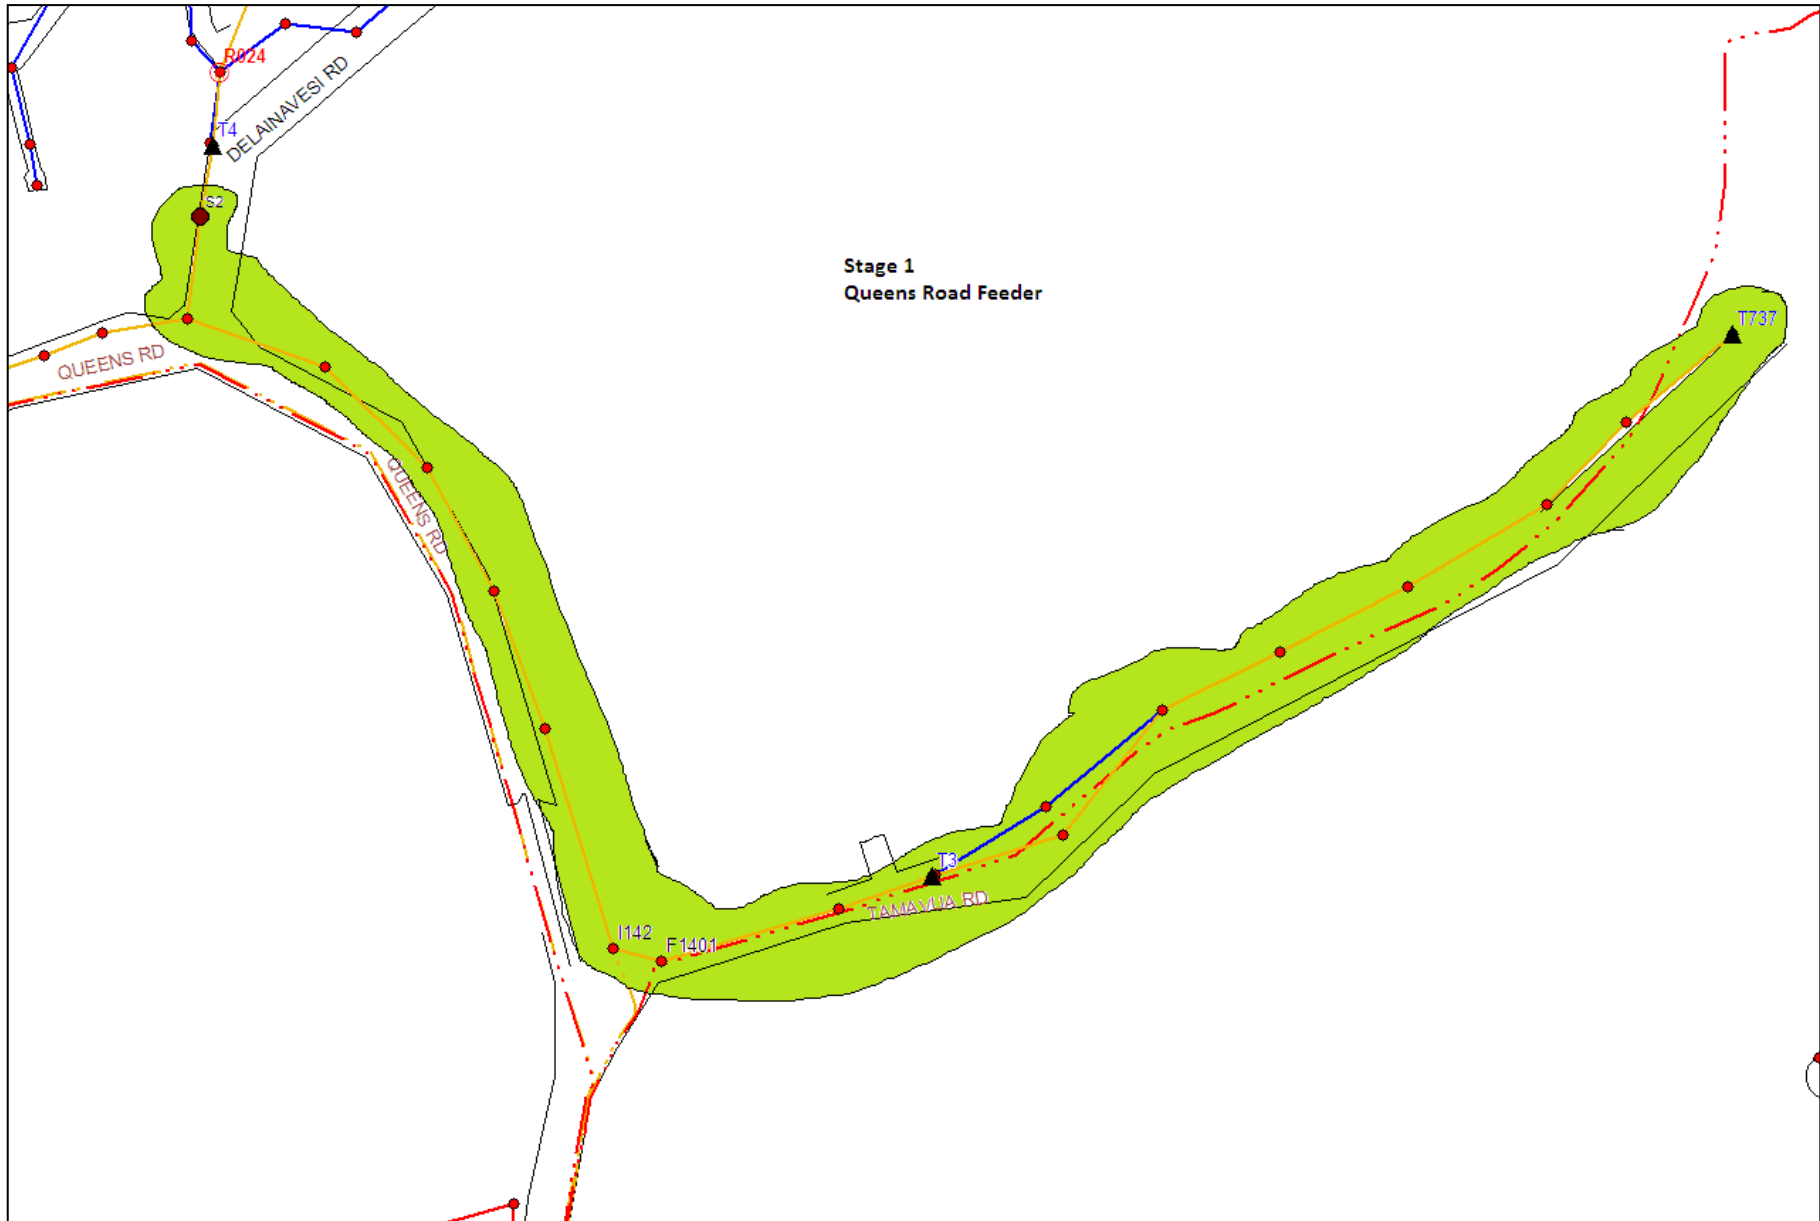 R024
T4
DELAINAVESI RD
S2
Stage 1
Queens Road Feeder
T737
QUEENS RD
QUEENS RD
T3
TAMAVUA RD
I142
F1401